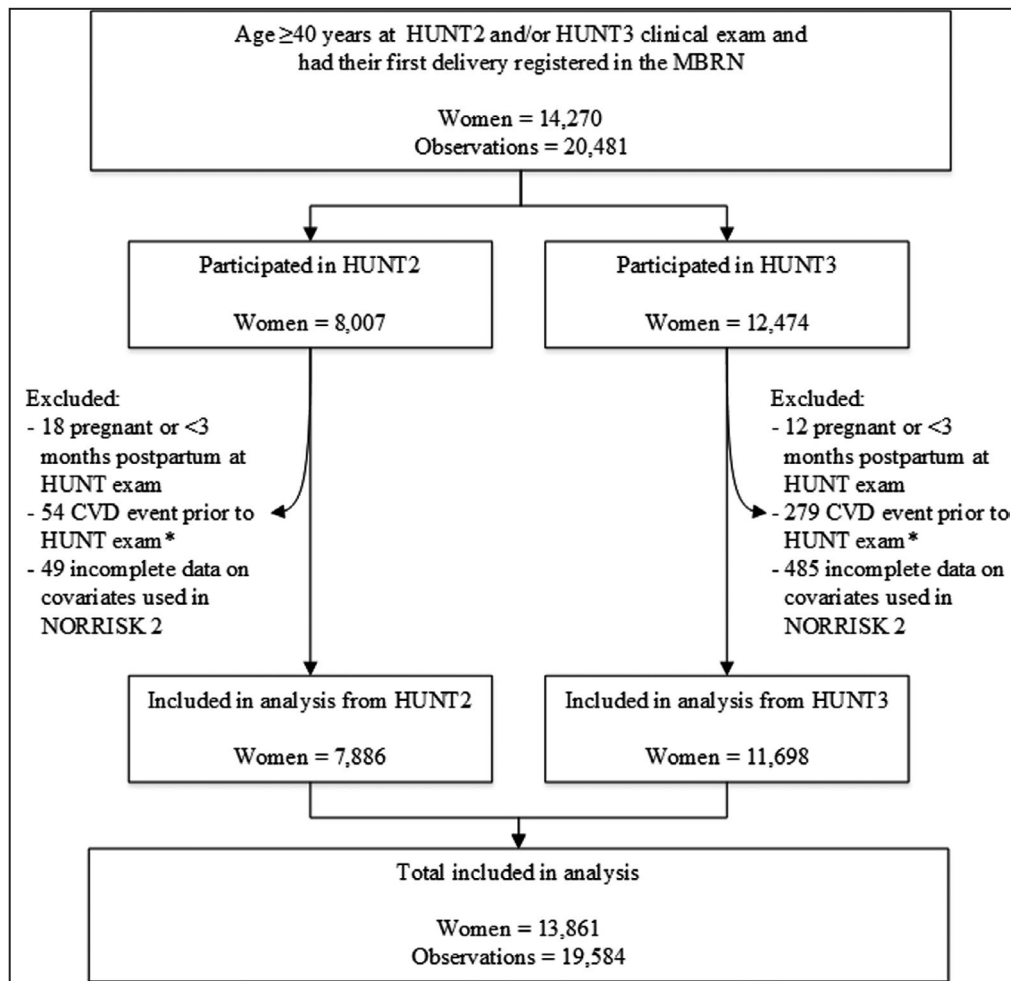 Age ≥40 years at HUNT2 and/or HUNT3 clinical exam and
had their first delivery registered in the MBRN
Women = 14,270
Observations = 20,481
Participated in HUNT2
Women = 8,007
Participated in HUNT3
Women = 12,474
Excluded:
- 18 pregnant or <3
months postpartum at
HUNT exam
- 54 CVD event prior to
HUNT exam*
- 49 incomplete data on
covariates used in
NORRISK 2
Excluded:
- 12 pregnant or <3
months postpartum at
HUNT exam
- 279 CVD event prior to
HUNT exam*
- 485 incomplete data on
covariates used in
NORRISK 2
Included in analysis from HUNT2
Women = 7,886
Included in analysis from HUNT3
Women = 11,698
Total included in analysis
Women = 13,861
Observations = 19,584